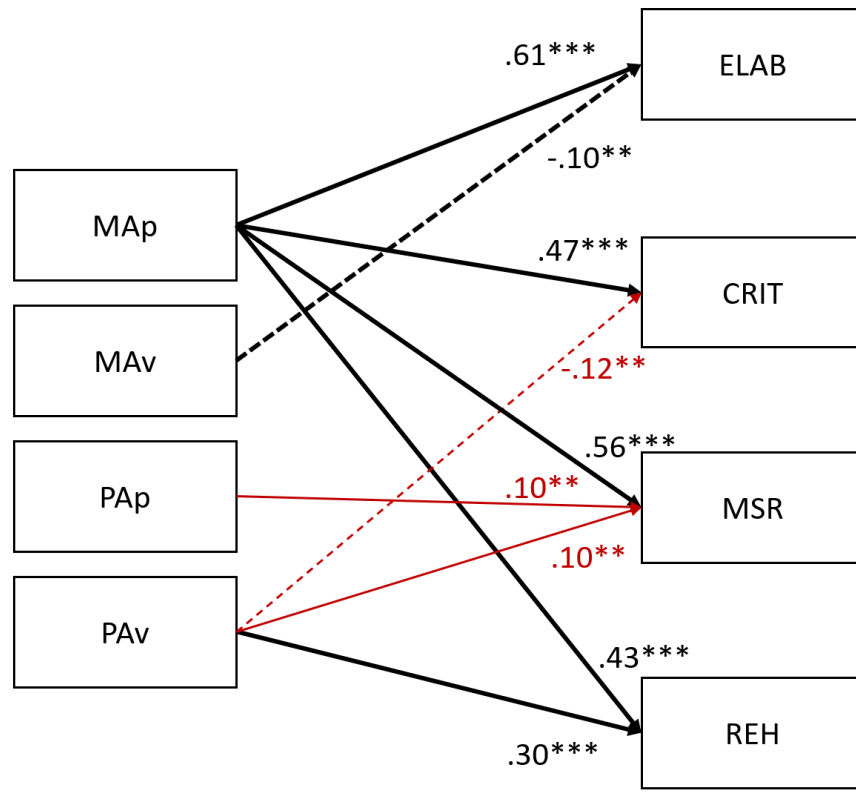 .61***
ELAB
-.10**
MAp
.47***
CRIT
MAv
-.12**
.56***
PAp
.10**
MSR
.10**
PAv
.43***
REH
.30***